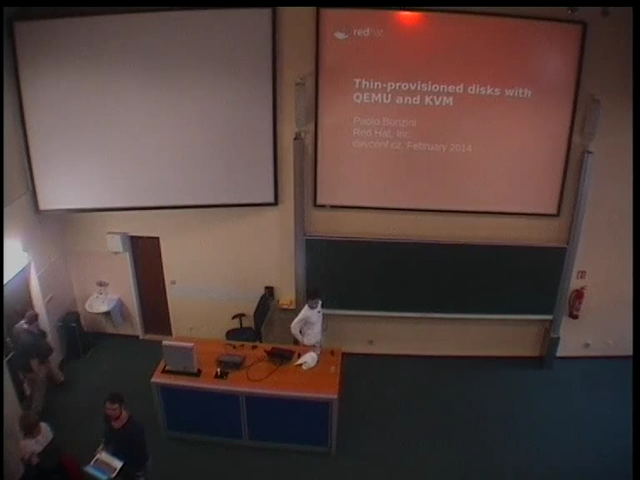 redhat
Thin-provisioned disks with
QEMU and KVM
Paolo Bonzini
Red Hat, Inc.
devconf.cz, February 2014